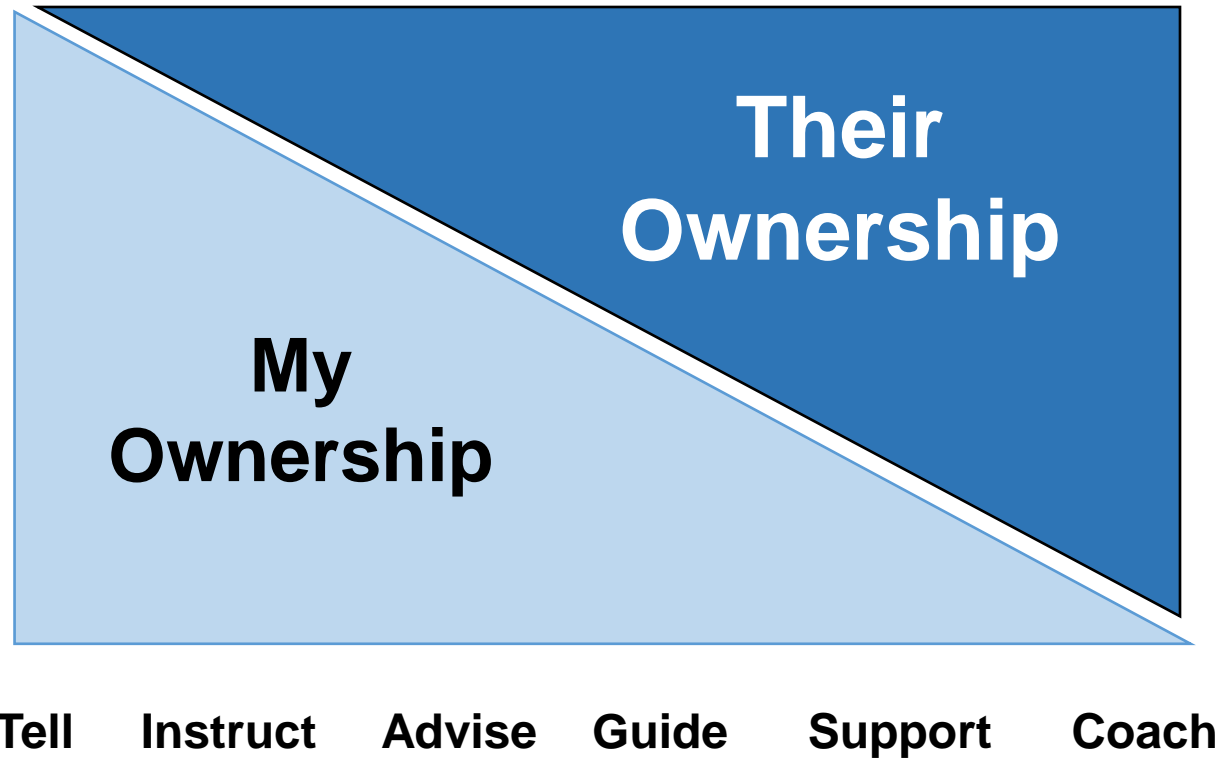 Their
Ownership
My
Ownership
Tell Instruct Advise Guide Support Coach